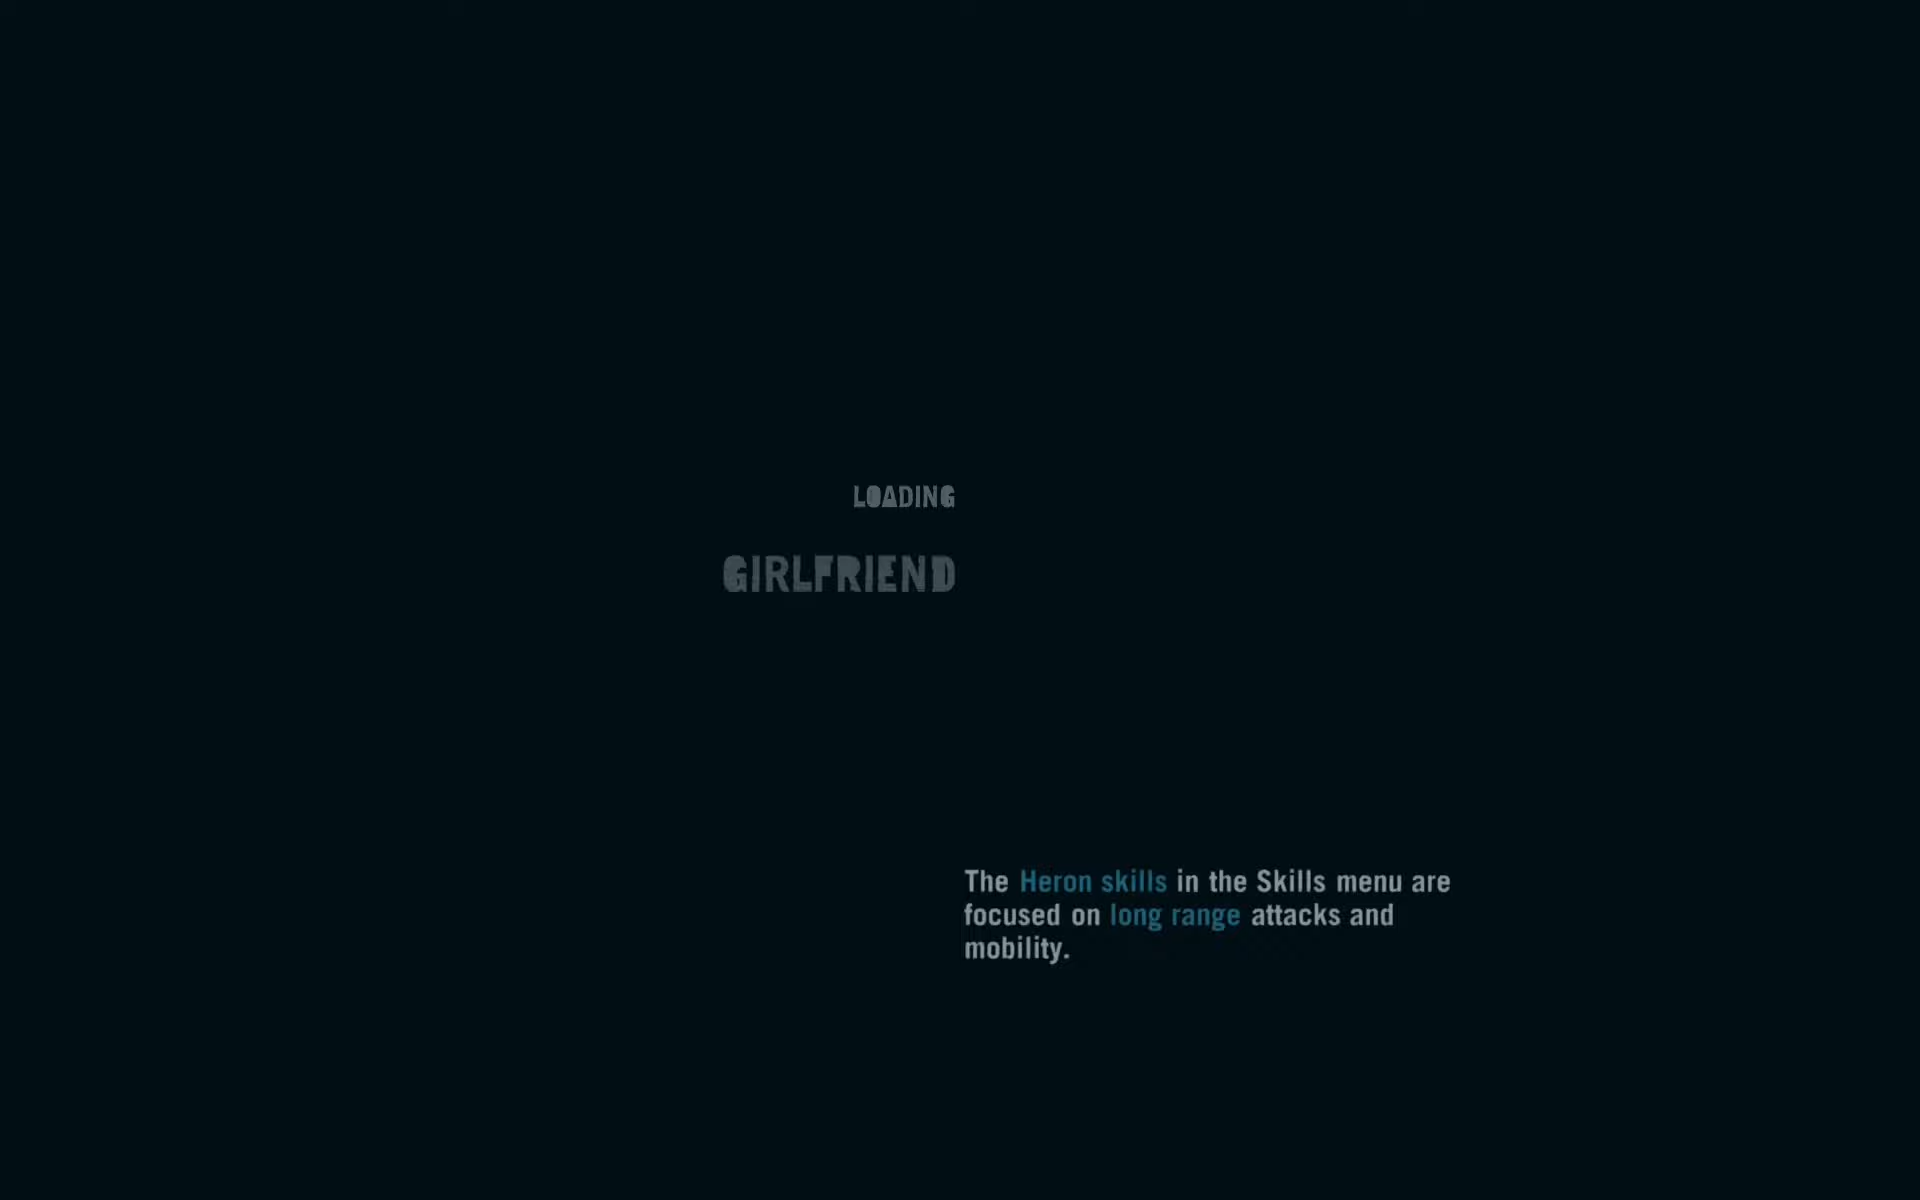 LOADING
GIRLFRIEND
The Heron skills in the Skills menu are
focused on long range attacks and
mobility.